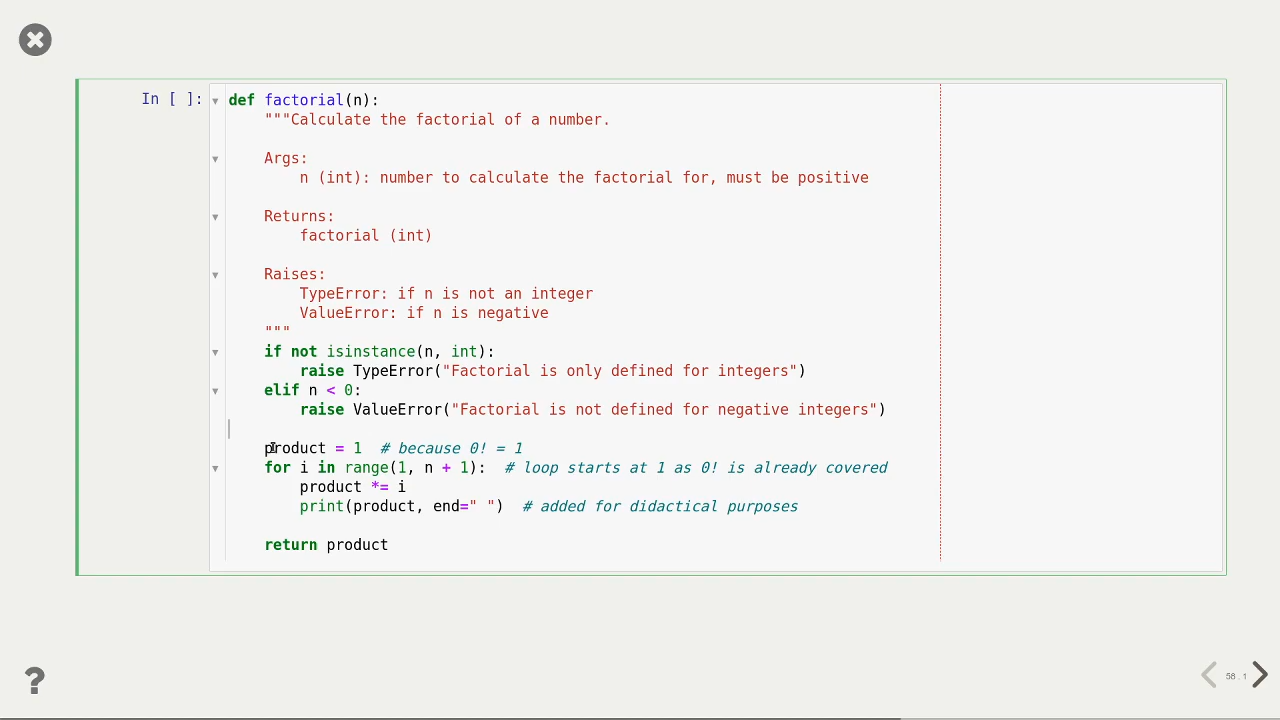 In [ ]:
def factorial(n):
    """Calculate the factorial of a number.

    Args:
        n (int): number to calculate the factorial for, must be positive

    Returns:
        factorial (int)

    Raises:
        TypeError: if n is not an integer
        ValueError: if n is negative
    """
    if not isinstance(n, int):
        raise TypeError("Factorial is only defined for integers")
    elif n < 0:
        raise ValueError("Factorial is not defined for negative integers")

    product = 1  # because 0! = 1
    for i in range(1, n + 1):  # loop starts at 1 as 0! is already covered
        product *= i
        print(product, end=" ")  # added for didactical purposes

    return product
?
58 . 1